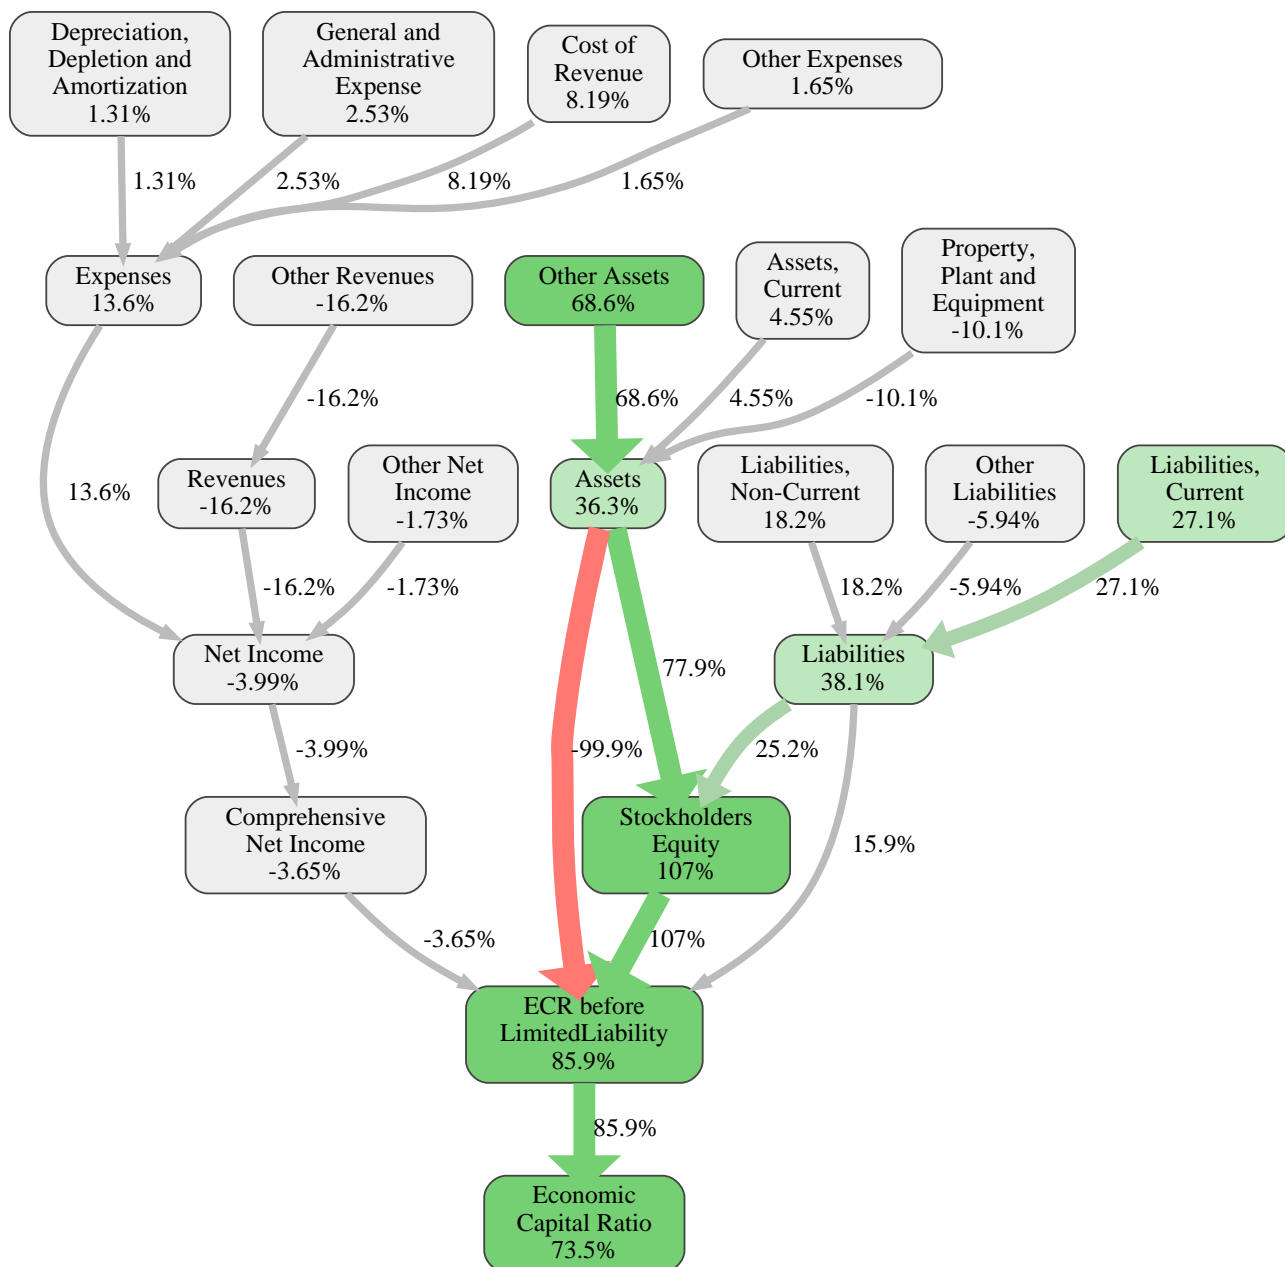 Depreciation,
Depletion and
Amortization
1.31%
General and
Administrative
Expense
2.53%
Cost of
Revenue
8.19%
Other Expenses
1.65%
1.31%
2.53%
8.19%
1.65%
Expenses
13.6%
Other Revenues
-16.2%
Other Assets
68.6%
Assets,
Current
4.55%
Property,
Plant and
Equipment
-10.1%
-16.2%
68.6%
4.55%
-10.1%
13.6%
Revenues
-16.2%
Other Net
Income
-1.73%
Assets
36.3%
Liabilities,
Non-Current
18.2%
Other
Liabilities
-5.94%
Liabilities,
Current
27.1%
-16.2%
-1.73%
18.2%
-5.94%
27.1%
Net Income
-3.99%
77.9%
Liabilities
38.1%
-3.99%
-99.9%
25.2%
Comprehensive
Net Income
-3.65%
Stockholders
Equity
107%
15.9%
-3.65%
107%
ECR before
LimitedLiability
85.9%
85.9%
Economic
Capital Ratio
73.5%